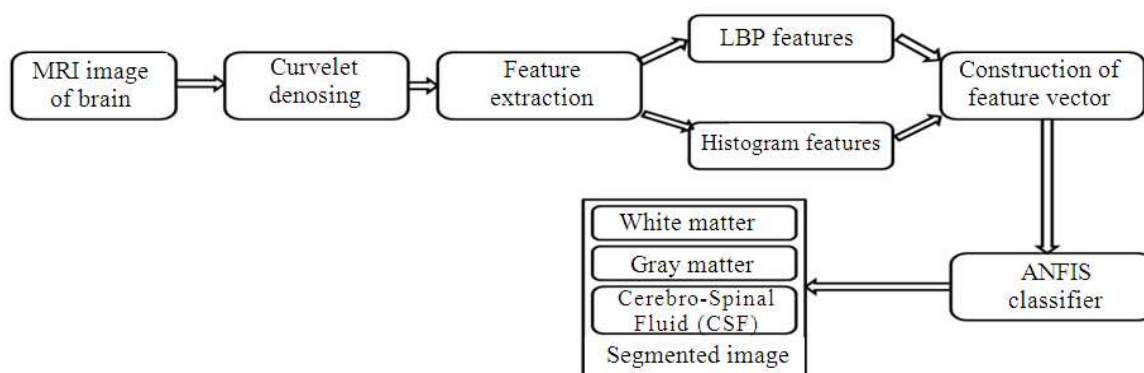 MRI image
of brain
Curvelet
denosing
Feature
extraction
LBP features
Histogram features
Construction of
feature vector
ANFIS
classifier
White matter
Gray matter
Cerebro-Spinal
Fluid (CSF)
Segmented image